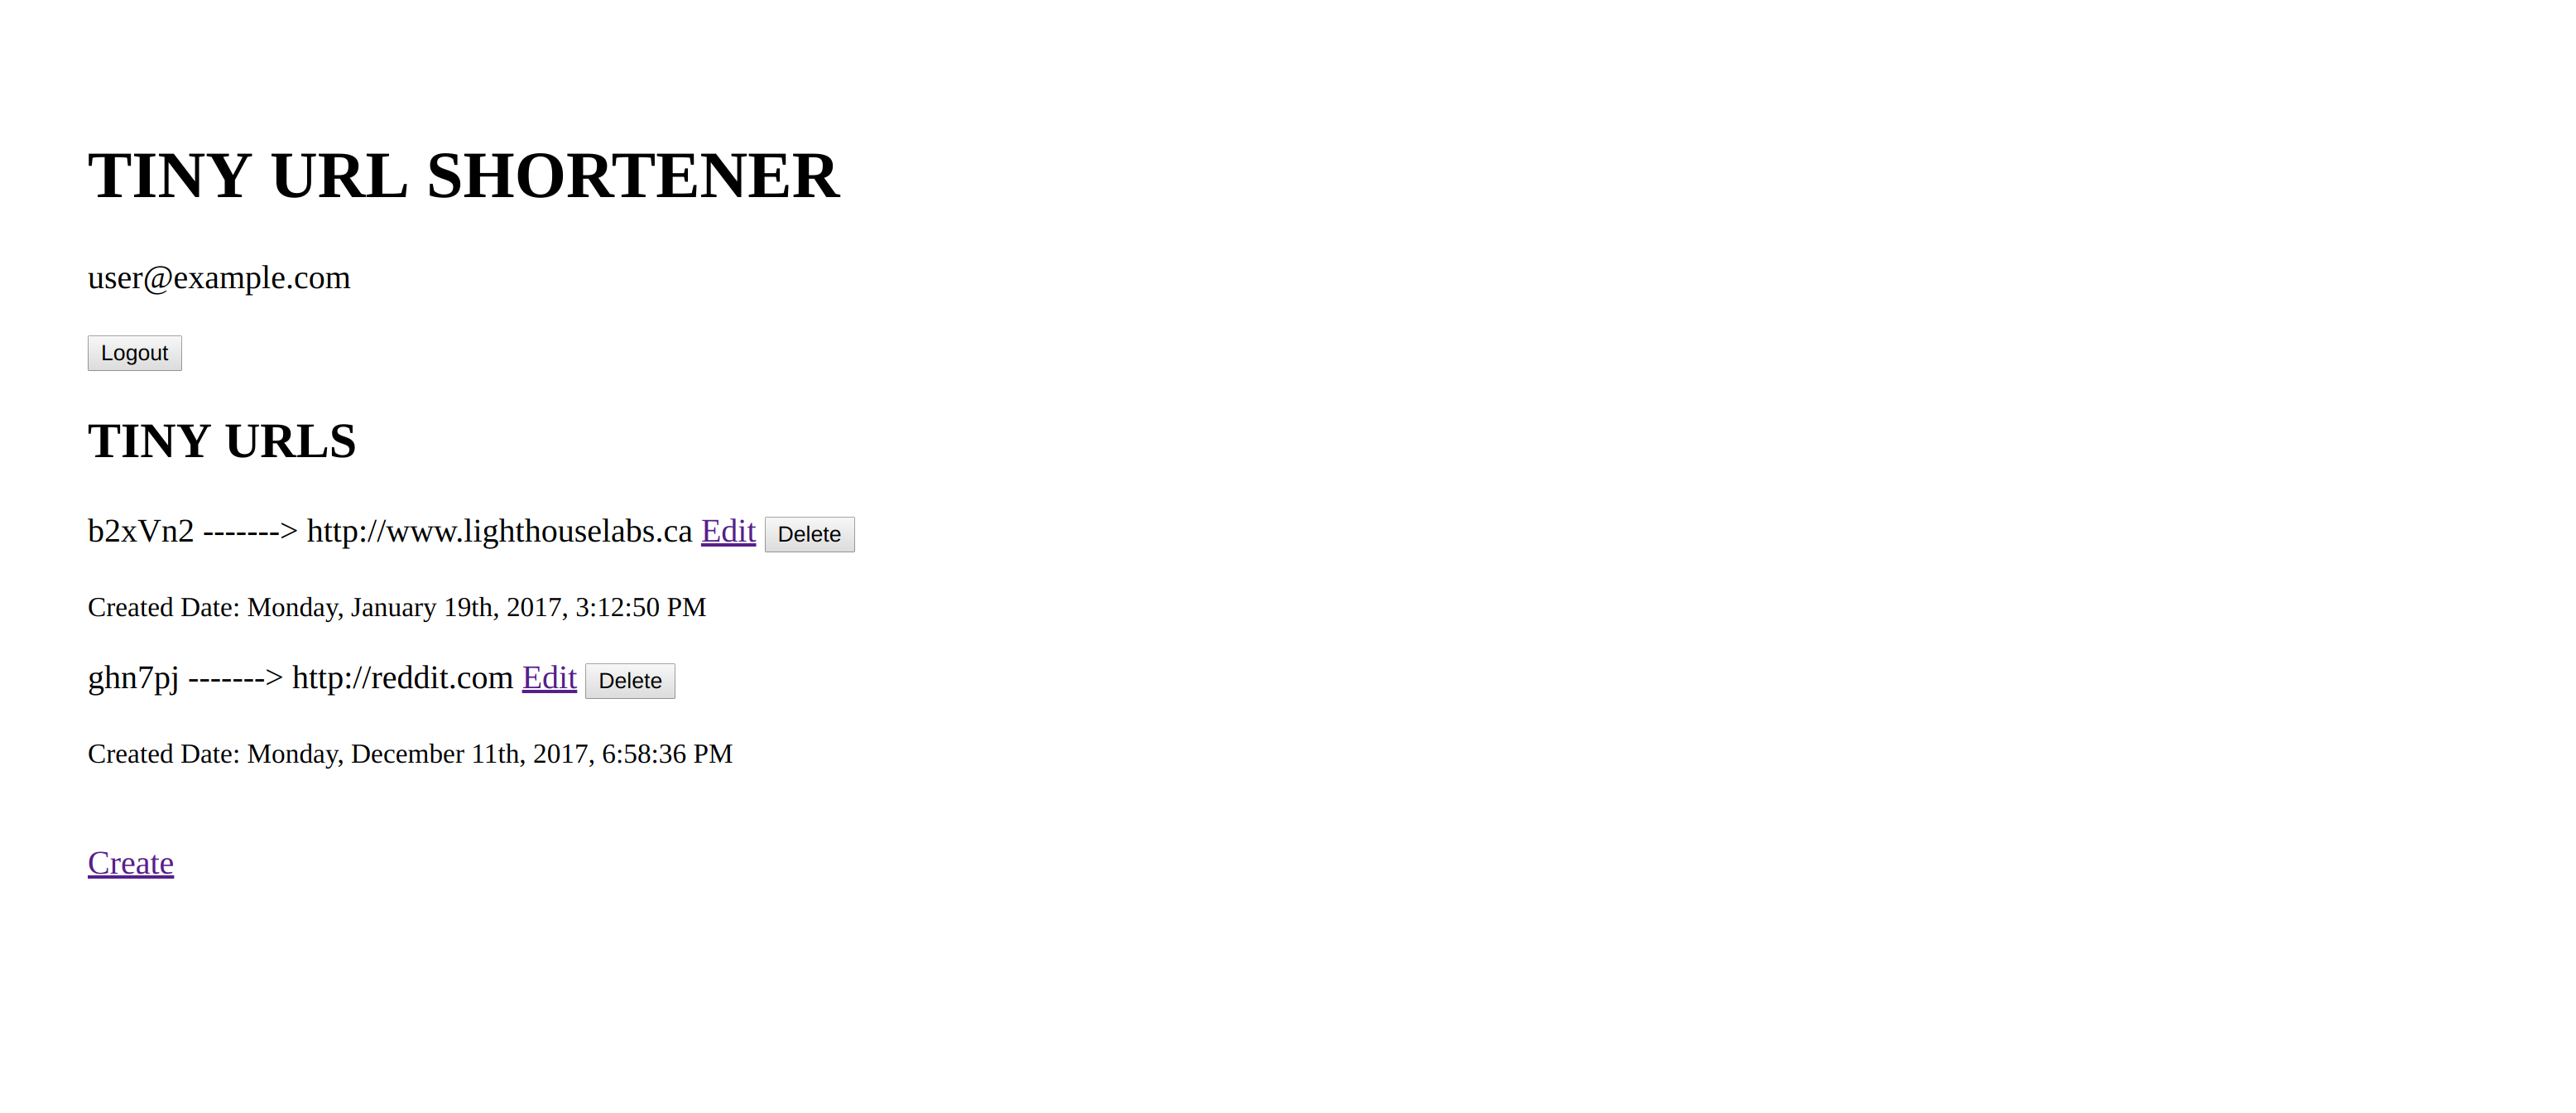 TINY URL SHORTENER
user@example.com
Logout
TINY URLS
b2xVn2 -------> http://www.lighthouselabs.ca Edit Delete
Created Date: Monday, January 19th, 2017, 3:12:50 PM
ghn7pj -------> http://reddit.com Edit Delete
Created Date: Monday, December 11th, 2017, 6:58:36 PM
Create